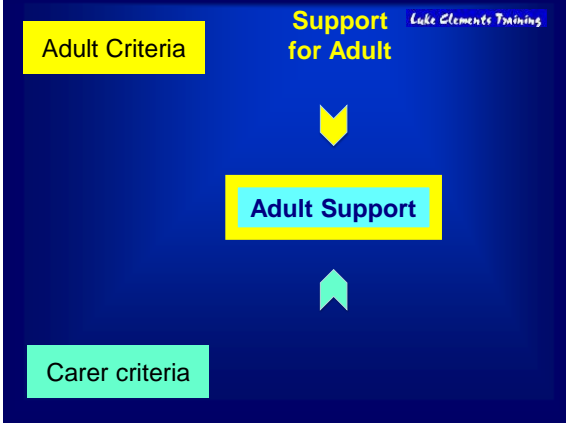 Support
for Adult
Luke Clements Training
Adult Criteria
Adult Support
Carer criteria